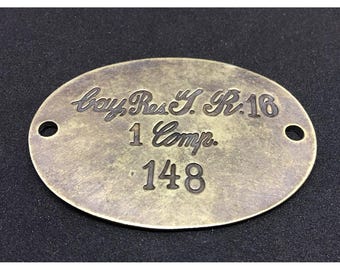 Bay. Res. I. R. 16
1 Comp.
148